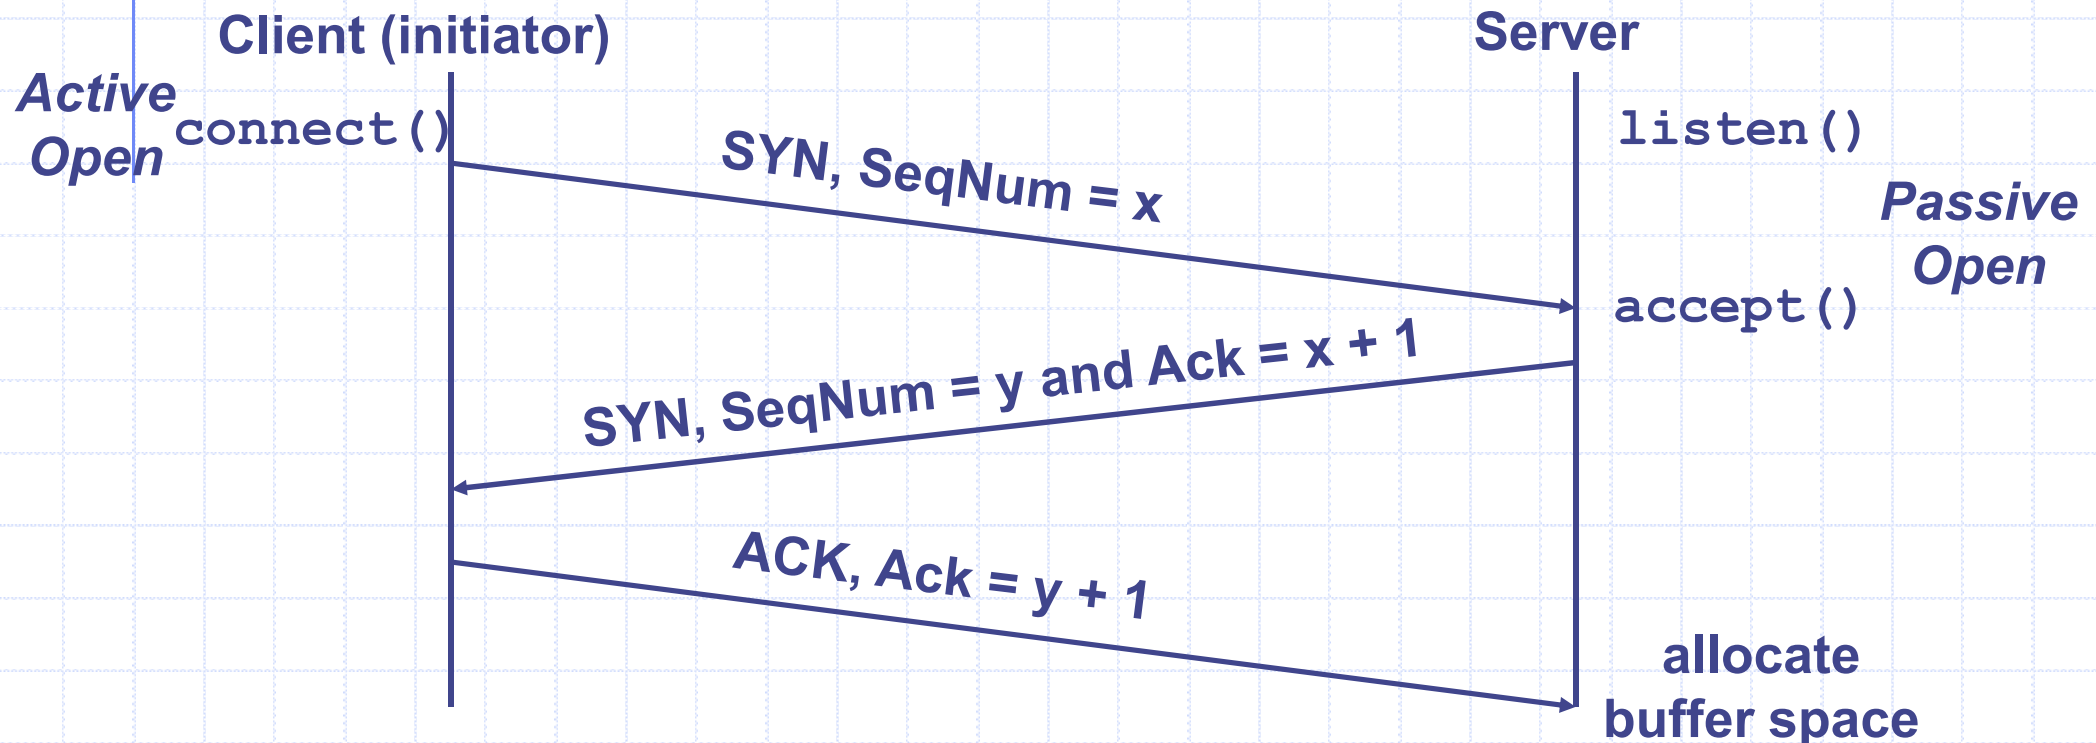 Client (initiator)
Server
Active
Open
connect()
listen()
SYN, SeqNum = x
Passive
Open
accept()
SYN, SeqNum = y and Ack = x + 1
ACK, Ack = y + 1
allocate
buffer space